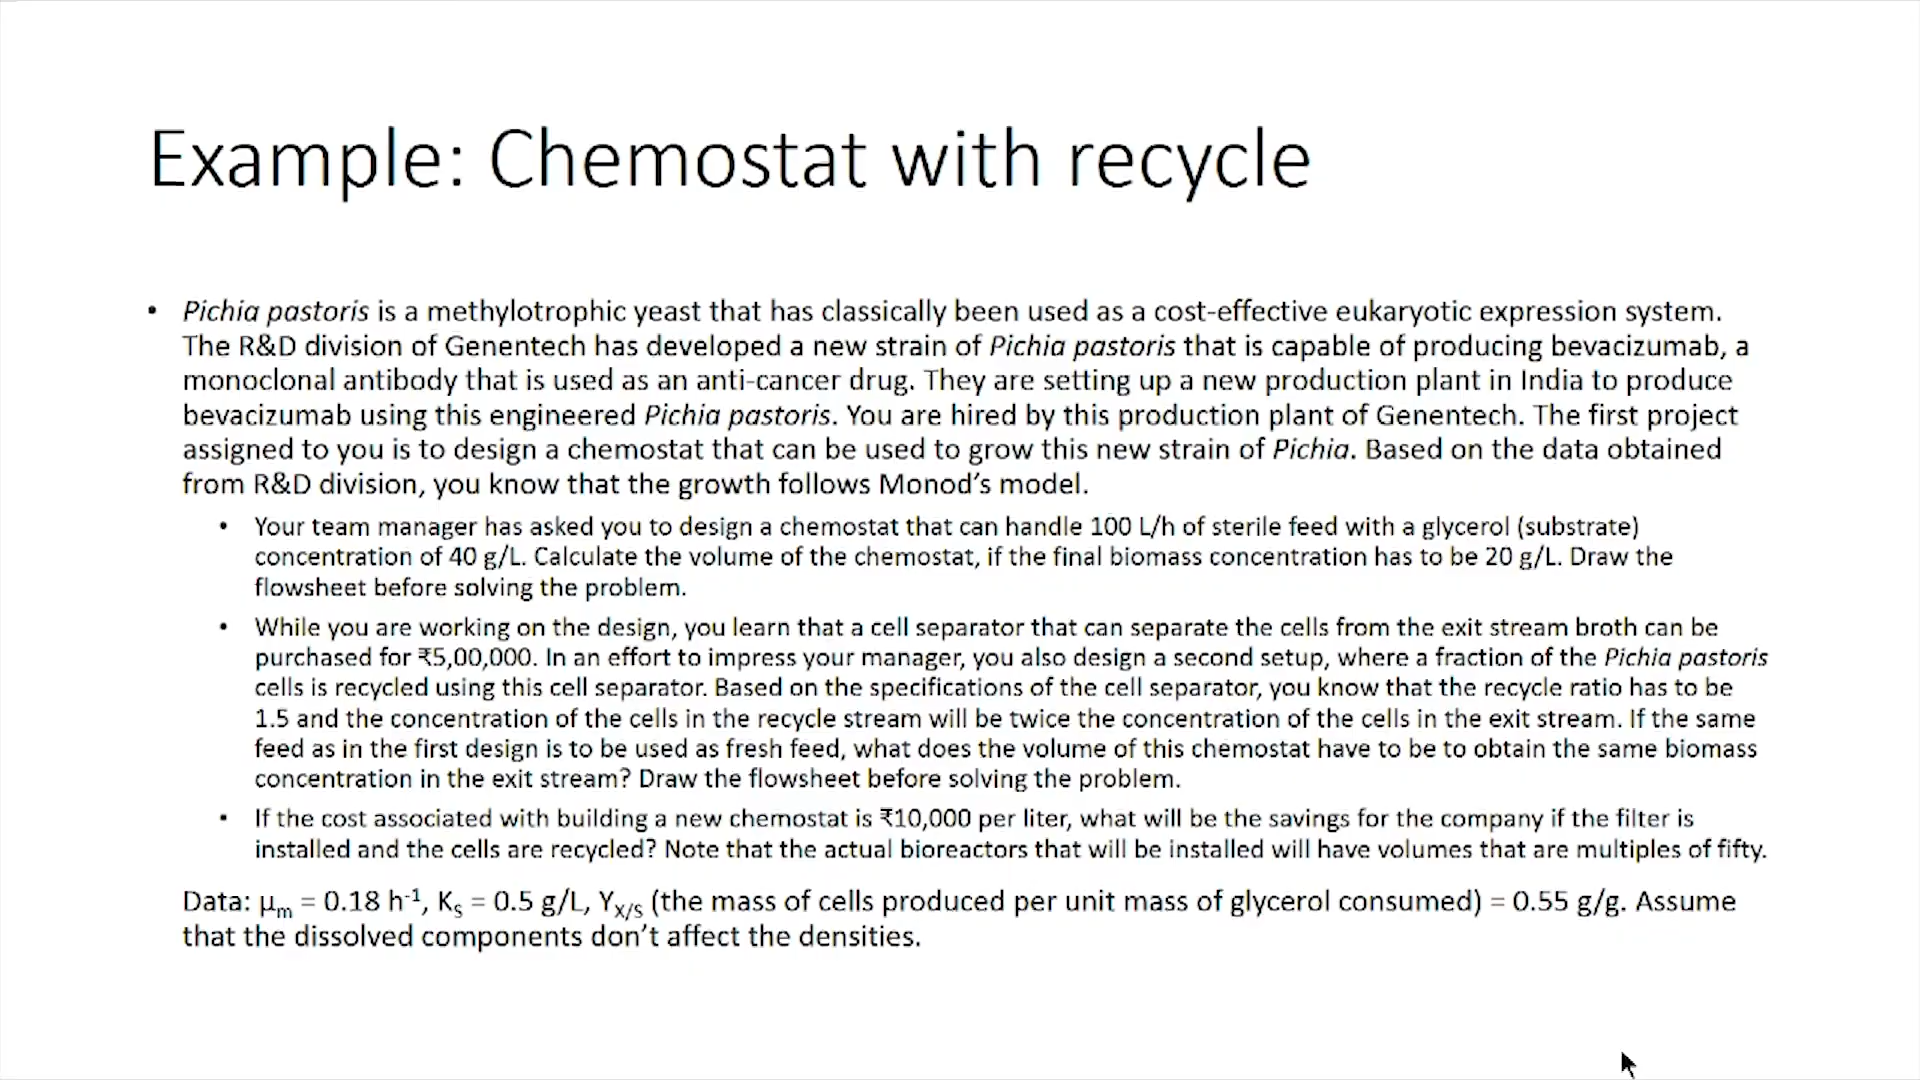 Example: Chemostat with recycle
• Pichia pastoris is a methylotrophic yeast that has classically been used as a cost-effective eukaryotic expression system.
The R&D division of Genentech has developed a new strain of Pichia pastoris that is capable of producing bevacizumab, a
monoclonal antibody that is used as an anti-cancer drug. They are setting up a new production plant in India to produce
bevacizumab using this engineered Pichia pastoris. You are hired by this production plant of Genentech. The first project
assigned to you is to design a chemostat that can be used to grow this new strain of Pichia. Based on the data obtained
from R&D division, you know that the growth follows Monod’s model.
• Your team manager has asked you to design a chemostat that can handle 100 L/h of sterile feed with a glycerol (substrate)
concentration of 40 g/L. Calculate the volume of the chemostat, if the final biomass concentration has to be 20 g/L. Draw the
flowsheet before solving the problem.
• While you are working on the design, you learn that a cell separator that can separate the cells from the exit stream broth can be
purchased for ₹5,00,000. In an effort to impress your manager, you also design a second setup, where a fraction of the Pichia pastoris
cells is recycled using this cell separator. Based on the specifications of the cell separator, you know that the recycle ratio has to be
1.5 and the concentration of the cells in the recycle stream will be twice the concentration of the cells in the exit stream. If the same
feed as in the first design is to be used as fresh feed, what does the volume of this chemostat have to be to obtain the same biomass
concentration in the exit stream? Draw the flowsheet before solving the problem.
• If the cost associated with building a new chemostat is ₹10,000 per liter, what will be the savings for the company if the filter is
installed and the cells are recycled? Note that the actual bioreactors that will be installed will have volumes that are multiples of fifty.
Data: μm = 0.18 h-1, Ks = 0.5 g/L, YX/S (the mass of cells produced per unit mass of glycerol consumed) = 0.55 g/g. Assume
that the dissolved components don’t affect the densities.